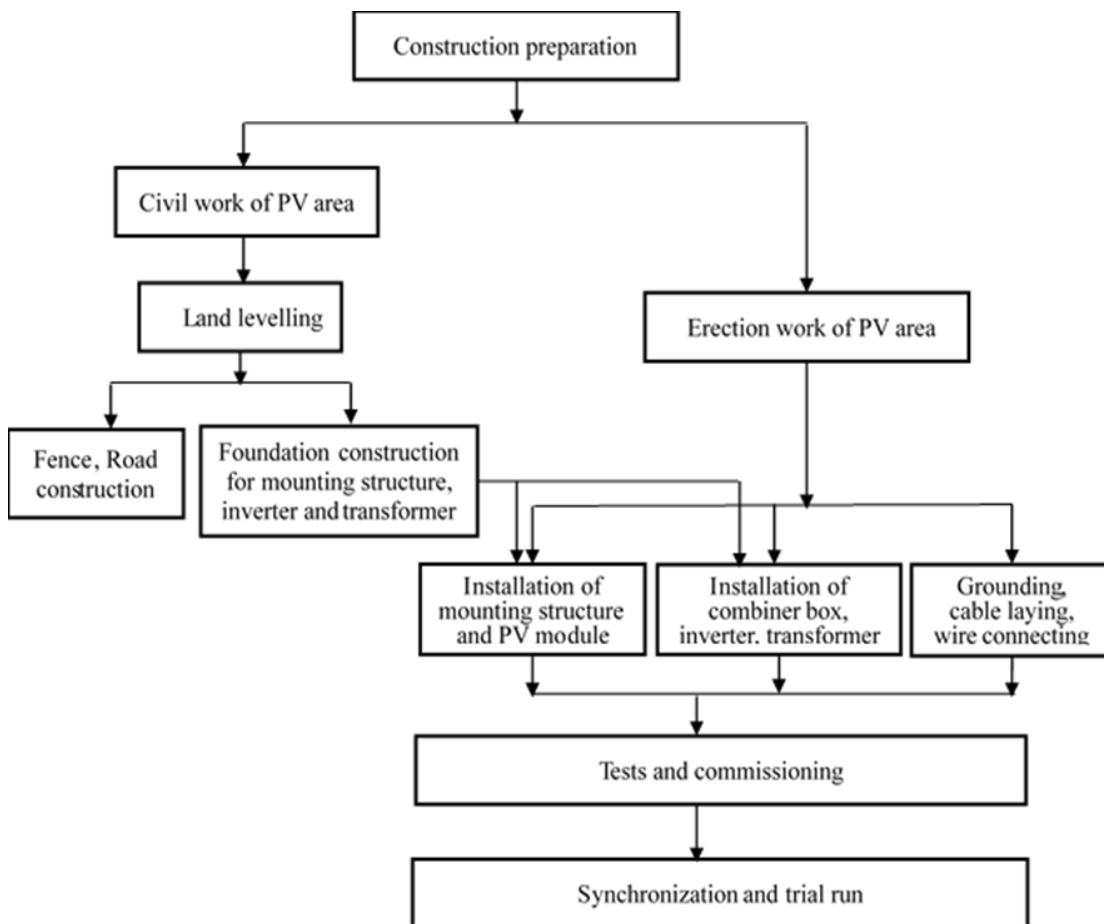 Construction preparation
Civil work of PV area
Land levelling
Erection work of PV area
Fence, Road
construction
Foundation construction
for mounting structure,
inverter and transformer
Installation of
mounting structure
and PV module
Installation of
combiner box,
inverter. transformer
Grounding,
cable laying,
wire connecting
Tests and commissioning
Synchronization and trial run